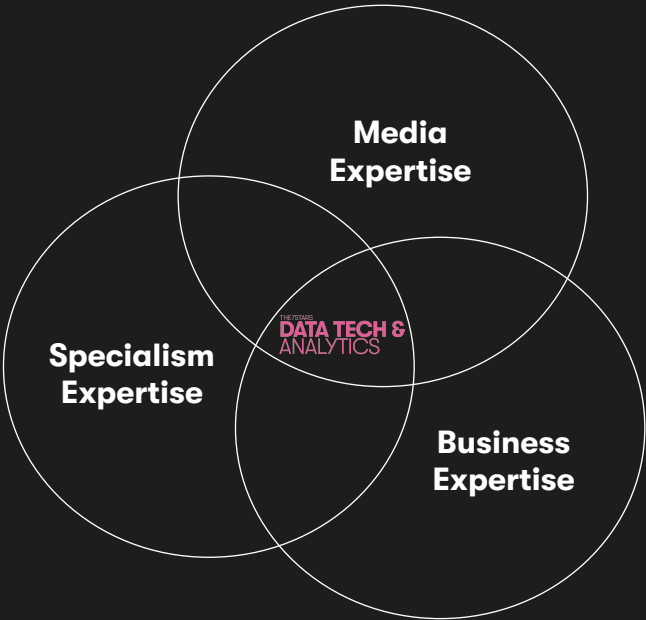 Media
Expertise
THE7STARS
DATA TECH &
ANALYTICS
Specialism
Expertise
Business
Expertise